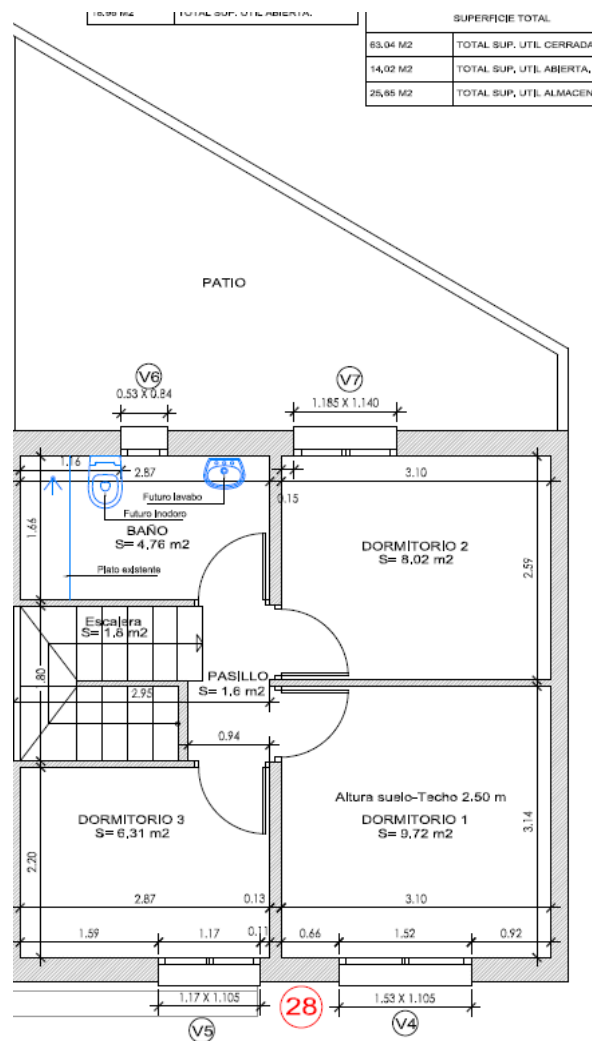 TOTAL SUP. UTIL ABIERTA.
SUPERFICIE TOTAL
63.04 M2 TOTAL SUP. UTIL CERRADA
14,02 M2 TOTAL SUP. UTIL ABIERTA,
25,65 M2 TOTAL SUP. UTIL ALMACEN
PATIO
V6
0.53 X 0.84
V7
1.185 X 1.140
1.16
2.87
3.10
0.15
Futuro lavabo
Futuro Inodoro
BAÑO
S= 4,76 m2
Plato existente
1.66
DORMITORIO 2
S= 8,02 m2
2.59
Escalera
S= 1,8 m2
1.80
PASILLO
S= 1,6 m2
2.95
0.94
Altura suelo-Techo 2.50 m
DORMITORIO 3
S= 6,31 m2
DORMITORIO 1
S= 9,72 m2
2.20
3.14
2.87
0.13
3.10
1.59
1.17
0.11
0.66
1.52
0.92
1.17 X 1.105
28
1.53 X 1.105
V5
V4